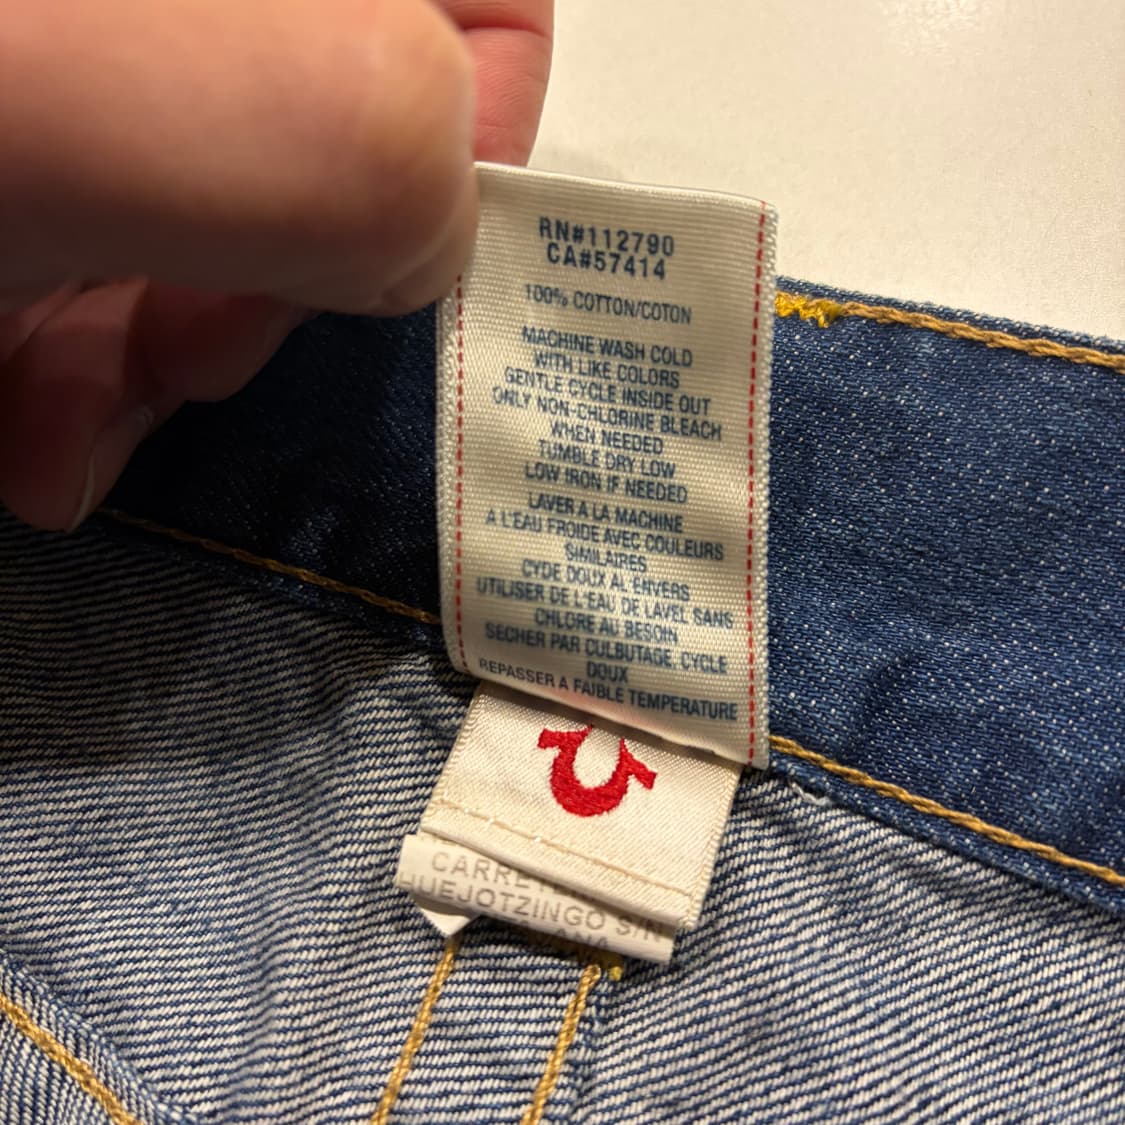 RN#112790
CA#57414
100% COTTON/COTON
MACHINE WASH COLD
WITH LIKE COLORS
GENTLE CYCLE INSIDE OUT
ONLY NON-CHLORINE BLEACH
WHEN NEEDED
TUMBLE DRY LOW
LOW IRON IF NEEDED
LAVER A LA MACHINE
A L'EAU FROIDE AVEC COULEURS
SIMILAIRES
CYDE DOUX AL ENVERS
UTILISER DE L'EAU DE LAVEL SANS
CHLORE AU BESOIN
SECHER PAR CULBUTAGE, CYCLE
DOUX
REPASSER A FAIBLE TEMPERATURE
HUEJOTZINGO S/N